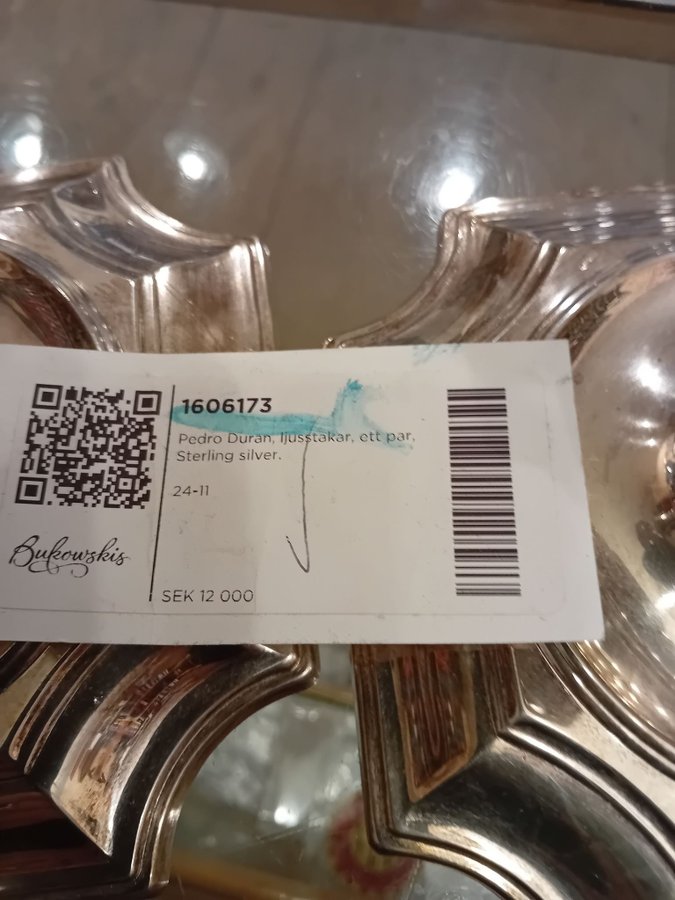 1606173
Pedro Duran, ljusstakar, ett par,
Sterling silver.
24-11
Bukowskis
SEK 12 000